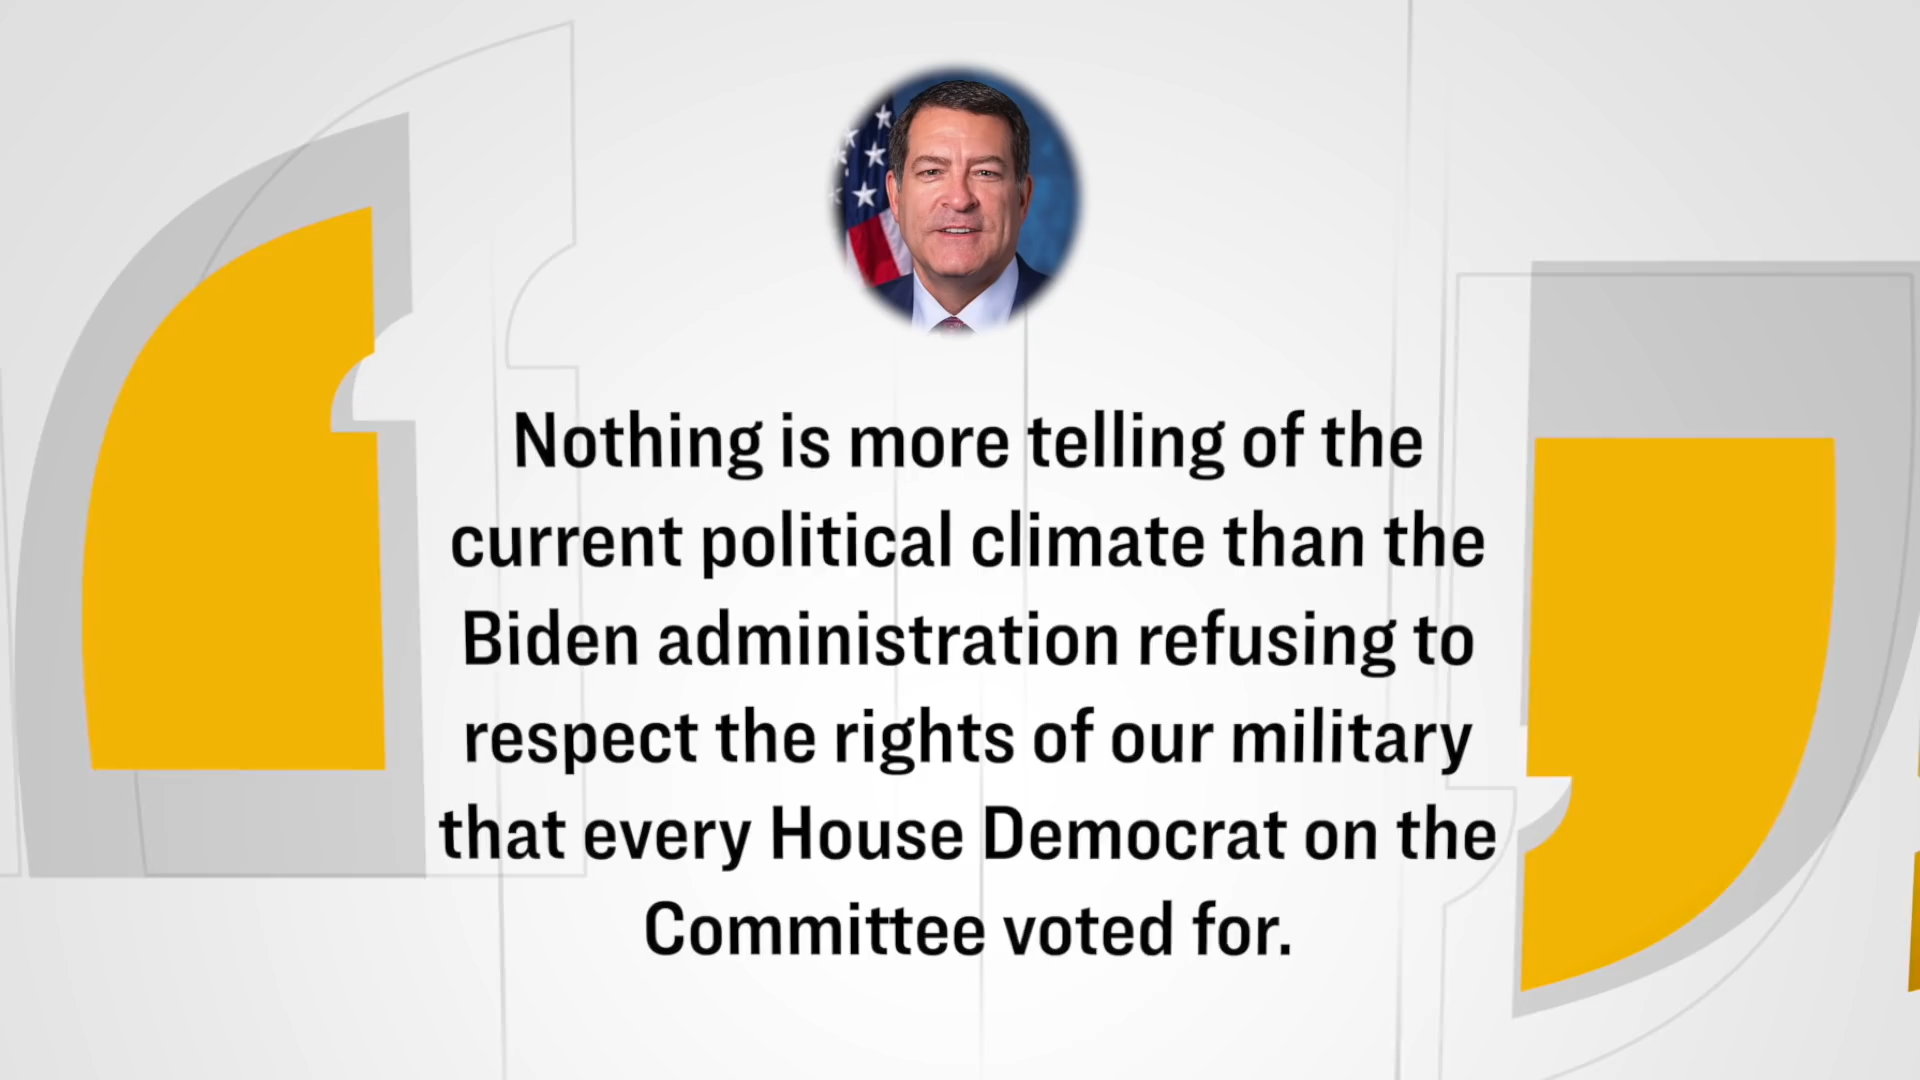 Nothing is more telling of the
current political climate than the
Biden administration refusing to
respect the rights of our military
that every House Democrat on the
Committee voted for.